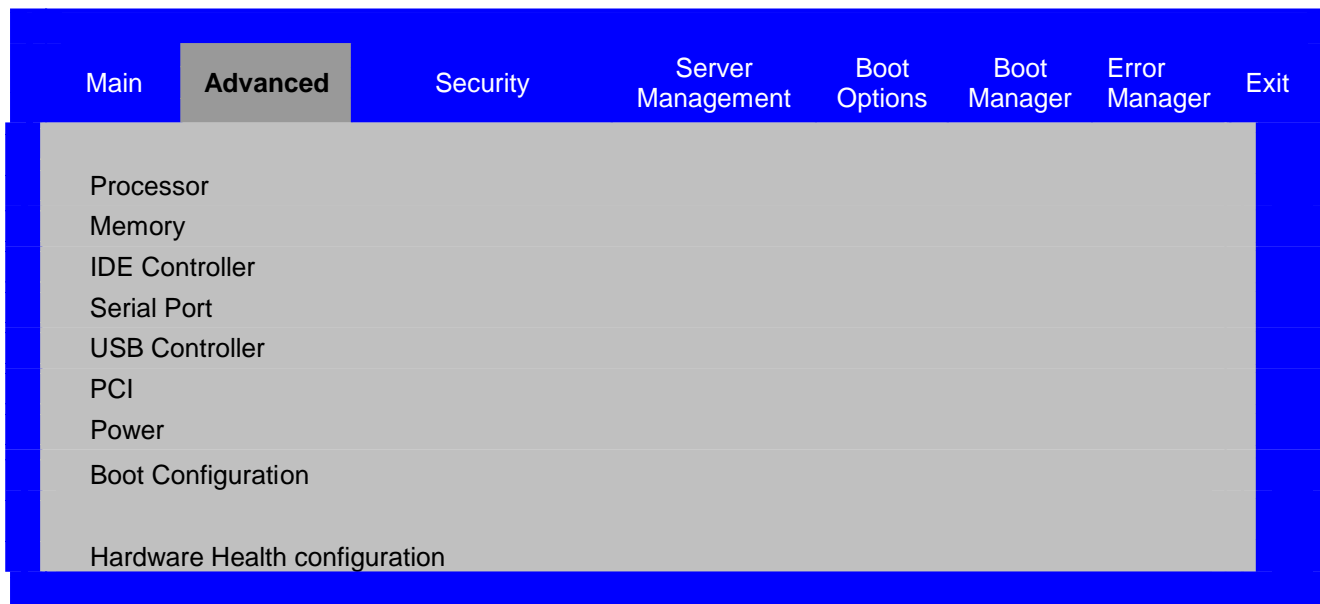 Main Advanced Security Server Management Boot Options Boot Manager Error Manager Exit
Processor
Memory
IDE Controller
Serial Port
USB Controller
PCI
Power
Boot Configuration
Hardware Health configuration